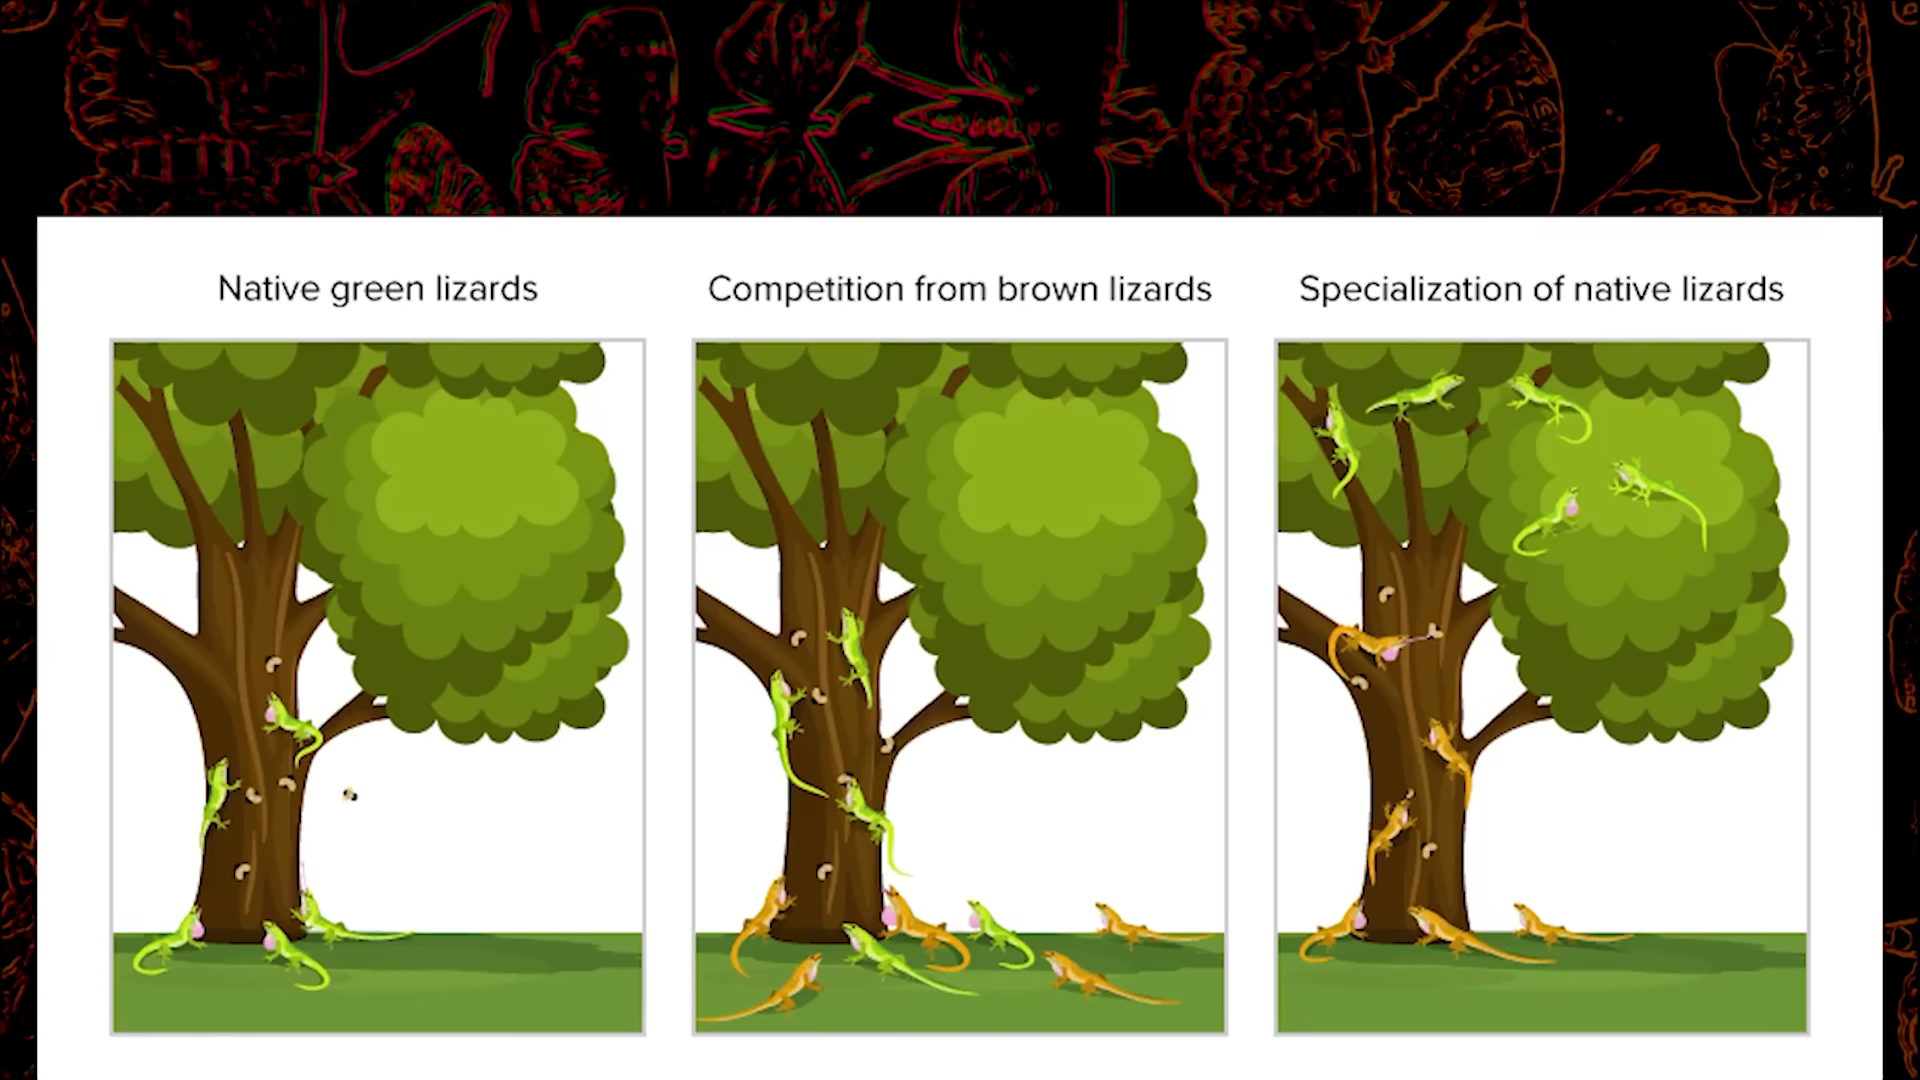 Native green lizards
Competition from brown lizards
Specialization of native lizards